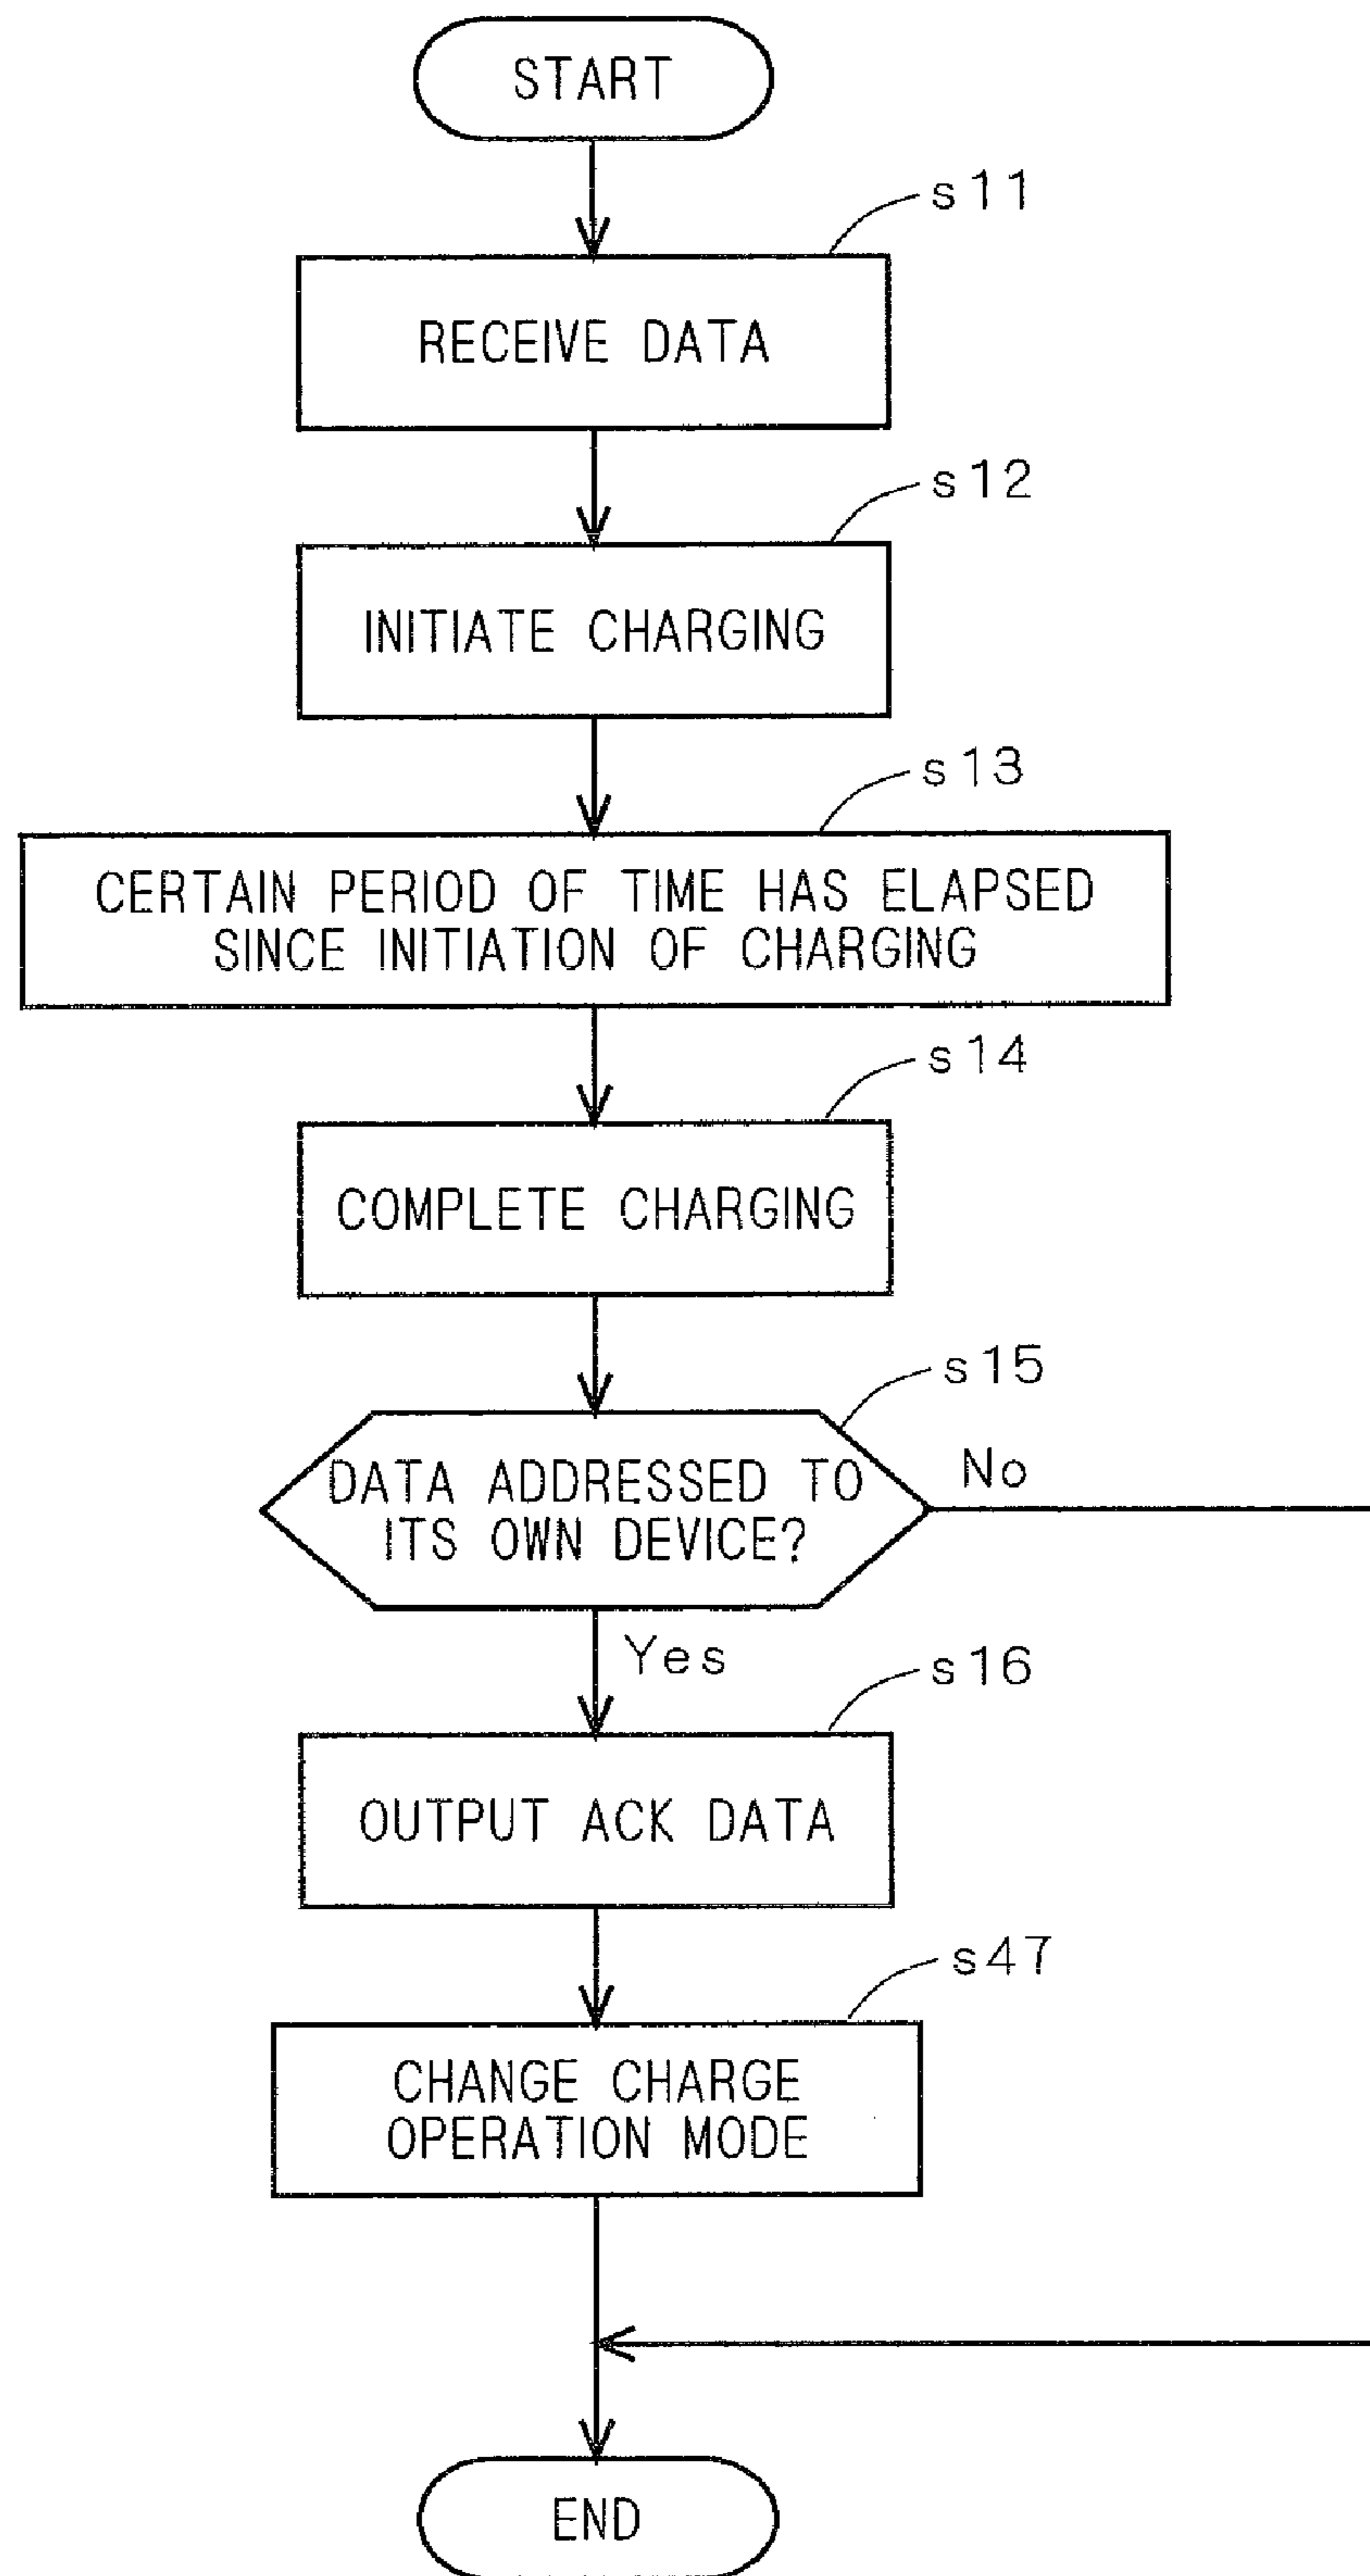 START
s11
RECEIVE DATA
s12
INITIATE CHARGING
s13
CERTAIN PERIOD OF TIME HAS ELAPSED
SINCE INITIATION OF CHARGING
s14
COMPLETE CHARGING
s15
DATA ADDRESSED TO
ITS OWN DEVICE?
No
Yes
s16
OUTPUT ACK DATA
s47
CHANGE CHARGE
OPERATION MODE
END